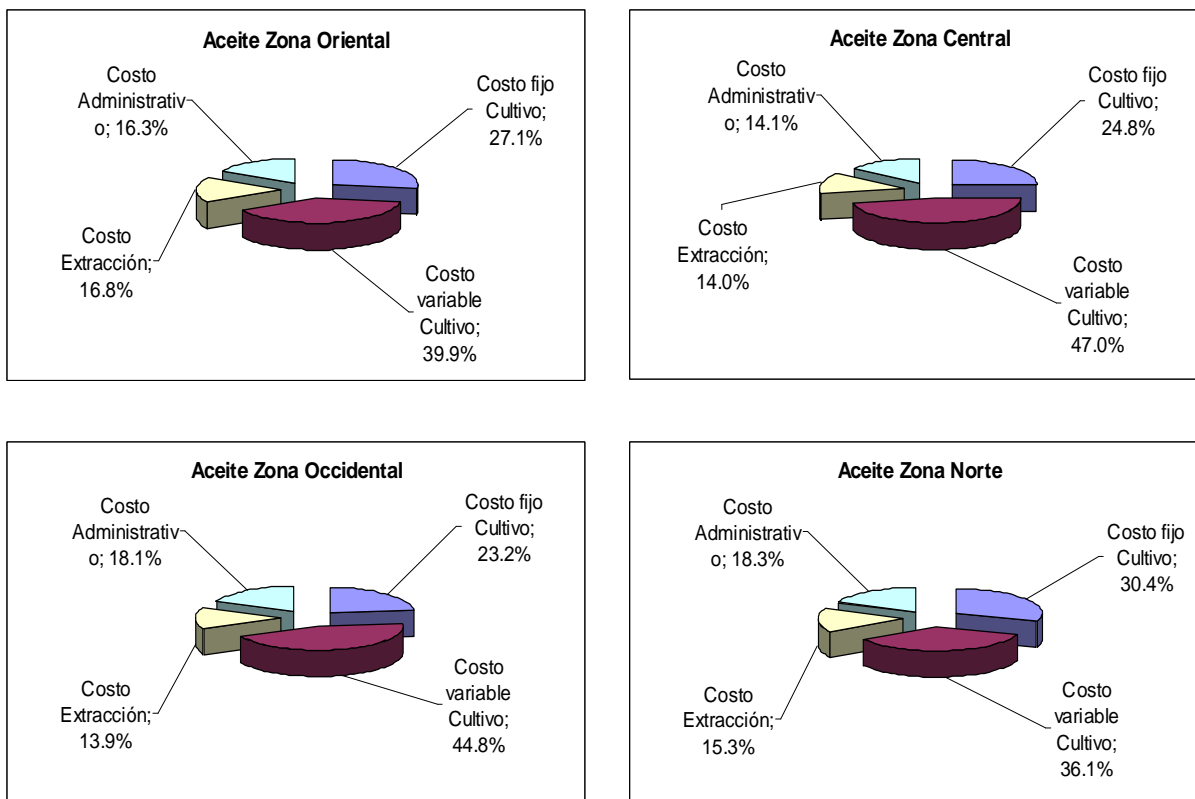 Aceite Zona Oriental
Costo
Administrativ
o; 16.3%
Costo fijo
Cultivo;
27.1%
Costo
Extracción;
16.8%
Costo
variable
Cultivo;
39.9%
Aceite Zona Central
Costo
Administrativ
o; 14.1%
Costo fijo
Cultivo;
24.8%
Costo
Extracción;
14.0%
Costo
variable
Cultivo;
47.0%
Aceite Zona Occidental
Costo
Administrativ
o; 18.1%
Costo fijo
Cultivo;
23.2%
Costo
Extracción;
13.9%
Costo
variable
Cultivo;
44.8%
Aceite Zona Norte
Costo
Administrativ
o; 18.3%
Costo fijo
Cultivo;
30.4%
Costo
Extracción;
15.3%
Costo
variable
Cultivo;
36.1%